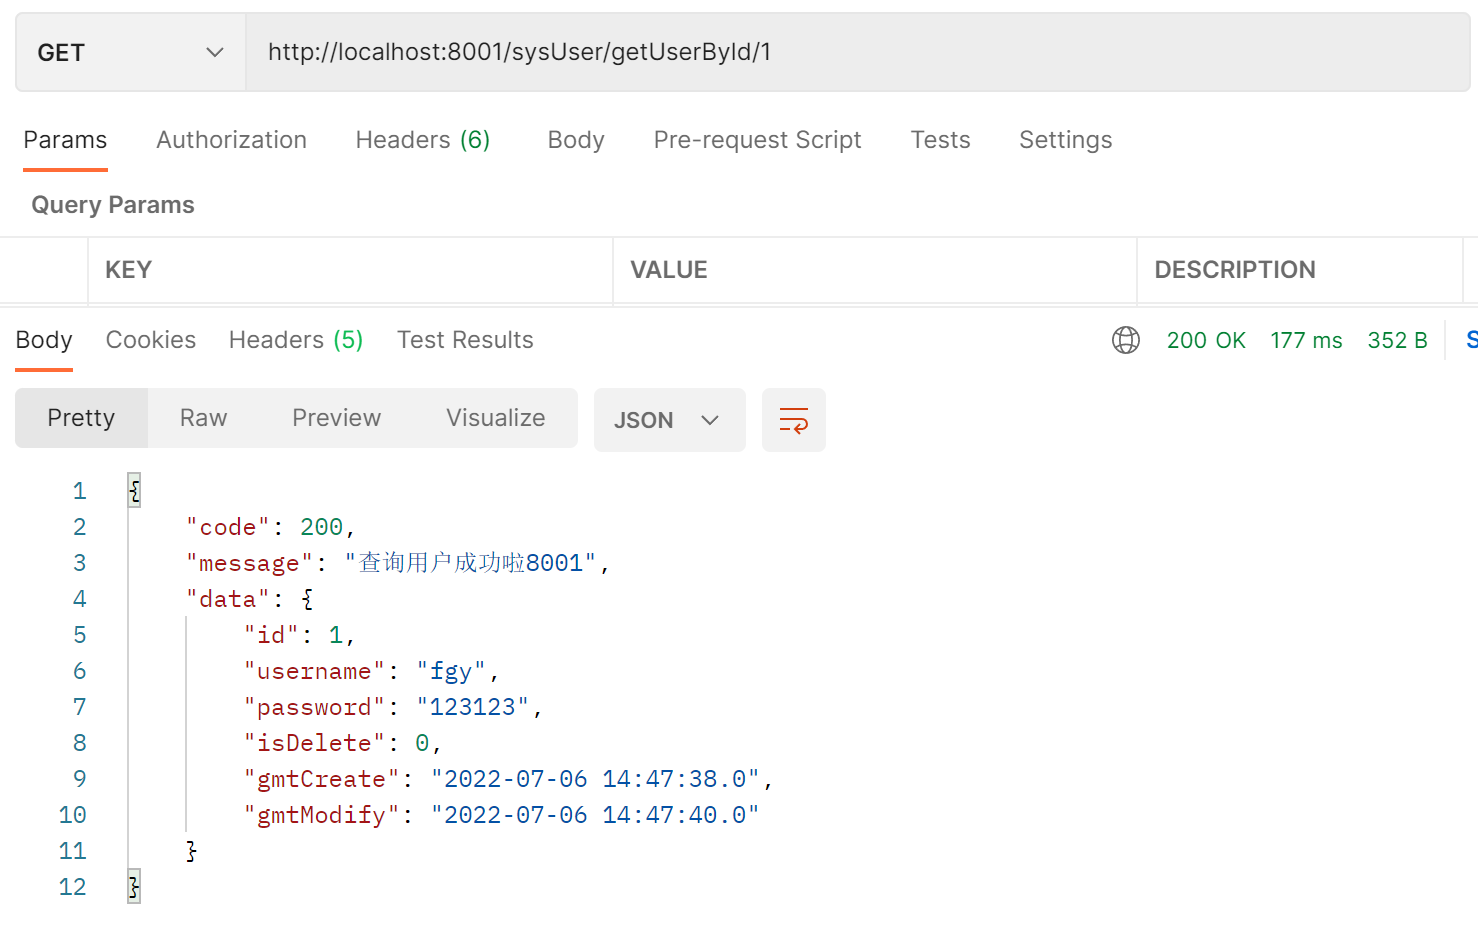 GET http://localhost:8001/sysUser/getUserById/1
Params Authorization Headers (6) Body Pre-request Script Tests Settings
Query Params
KEY VALUE DESCRIPTION
Body Cookies Headers (5) Test Results 200 OK 177 ms 352 B S
Pretty Raw Preview Visualize JSON
1 {
2 "code": 200,
3 "message": "查询用户成功啦8001",
4 "data": {
5 "id": 1,
6 "username": "fgy",
7 "password": "123123",
8 "isDelete": 0,
9 "gmtCreate": "2022-07-06 14:47:38.0",
10 "gmtModify": "2022-07-06 14:47:40.0"
11 }
12 }